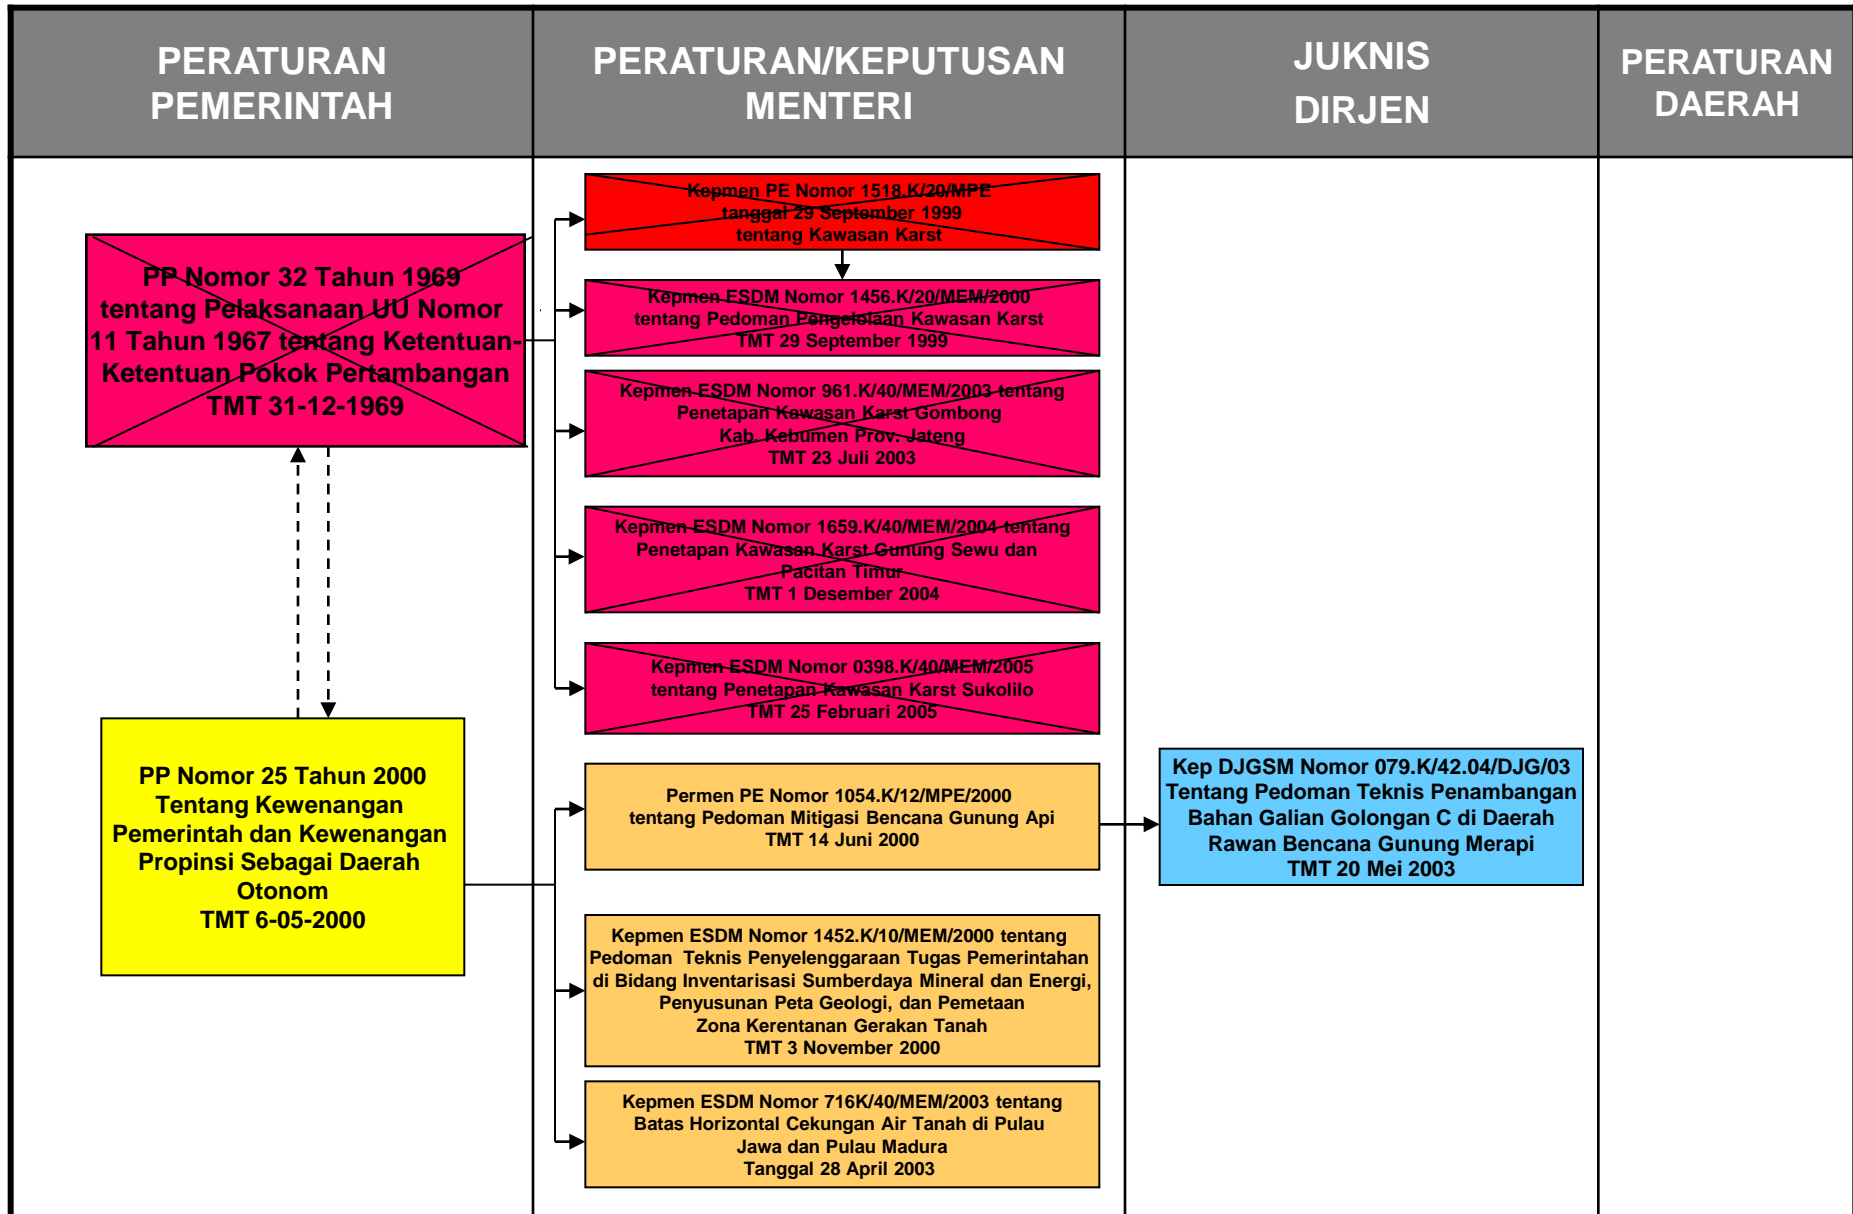 PERATURAN
PEMERINTAH
PERATURAN/KEPUTUSAN
MENTERI
JUKNIS
DIRJEN
PERATURAN
DAERAH
PP Nomor 32 Tahun 1969
tentang Pelaksanaan UU Nomor
11 Tahun 1967 tentang Ketentuan-
Ketentuan Pokok Pertambangan
TMT 31-12-1969
PP Nomor 25 Tahun 2000
Tentang Kewenangan
Pemerintah dan Kewenangan
Propinsi Sebagai Daerah
Otonom
TMT 6-05-2000
Kepmen PE Nomor 1518.K/20/MPE
tanggal 29 September 1999
tentang Kawasan Karst
Kepmen ESDM Nomor 1456.K/20/MEM/2000
tentang Pedoman Pengelolaan Kawasan Karst
TMT 29 September 1999
Kepmen ESDM Nomor 961.K/40/MEM/2003 tentang
Penetapan Kawasan Karst Gombong
Kab. Kebumen Prov. Jateng
TMT 23 Juli 2003
Kepmen ESDM Nomor 1659.K/40/MEM/2004 tentang
Penetapan Kawasan Karst Gunung Sewu dan
Pacitan Timur
TMT 1 Desember 2004
Kepmen ESDM Nomor 0398.K/40/MEM/2005
tentang Penetapan Kawasan Karst Sukolilo
TMT 25 Februari 2005
Permen PE Nomor 1054.K/12/MPE/2000
tentang Pedoman Mitigasi Bencana Gunung Api
TMT 14 Juni 2000
Kepmen ESDM Nomor 1452.K/10/MEM/2000 tentang
Pedoman Teknis Penyelenggaraan Tugas Pemerintahan
di Bidang Inventarisasi Sumberdaya Mineral dan Energi,
Penyusunan Peta Geologi, dan Pemetaan
Zona Kerentanan Gerakan Tanah
TMT 3 November 2000
Kepmen ESDM Nomor 716K/40/MEM/2003 tentang
Batas Horizontal Cekungan Air Tanah di Pulau
Jawa dan Pulau Madura
Tanggal 28 April 2003
Kep DJGSM Nomor 079.K/42.04/DJG/03
Tentang Pedoman Teknis Penambangan
Bahan Galian Golongan C di Daerah
Rawan Bencana Gunung Merapi
TMT 20 Mei 2003